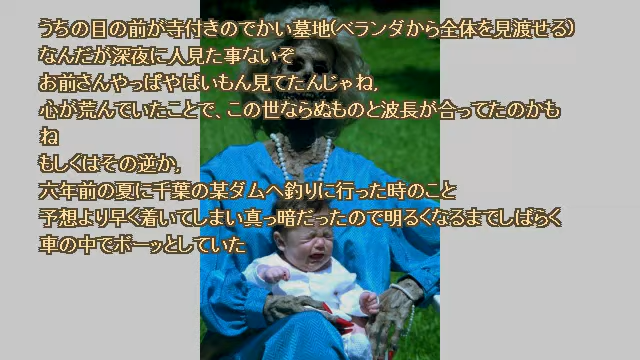 うちの目の前が寺付きのでかい墓地(ベランダから全体を見渡せる)
なんだが深夜に人見た事ないぞ
お前さんやっぱやばいもん見てたんじゃね,
心が荒んでいたことで、この世ならぬものと波長が合ってたのかも
ね
もしくはその逆か,
六年前の夏に千葉の某ダムへ釣りに行った時のこと
予想より早く着いてしまい真っ暗だったので明るくなるまでしばらく
車の中でボーッとしていた